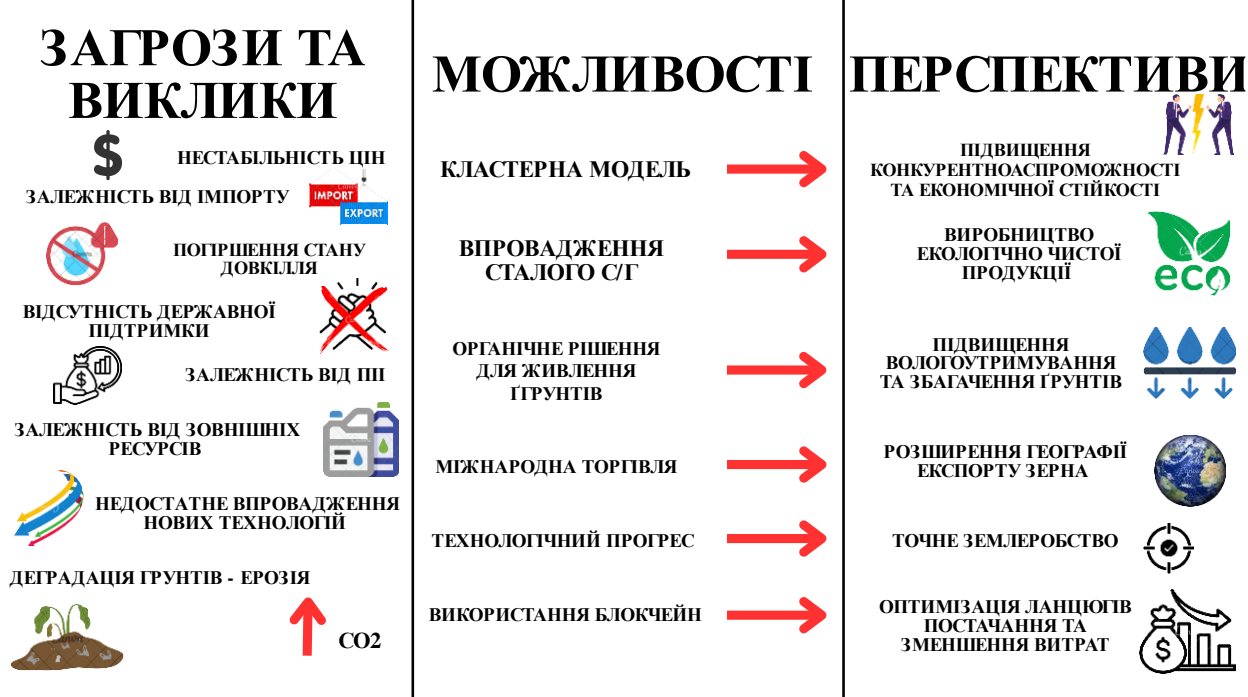 ЗАГРОЗИ ТА
ВИКЛИКИ
$
НЕСТАБІЛЬНІСТЬ ЦІН
ЗАЛЕЖНІСТЬ ВІД ІМПОРТУ
IMPORT
EXPORT
ПОГІРШЕННЯ СТАНУ
ДОВКІЛЛЯ
ВІДСУТНІСТЬ ДЕРЖАВНОЇ
ПІДТРИМКИ
$
ЗАЛЕЖНІСТЬ ВІД ПІІ
ЗАЛЕЖНІСТЬ ВІД ЗОВНІШНІХ
РЕСУРСІВ
НЕДОСТАТНЕ ВПРОВАДЖЕННЯ
НОВИХ ТЕХНОЛОГІЙ
ДЕГРАДАЦІЯ ГРУНТІВ - ЕРОЗІЯ
CO2
МОЖЛИВОСТІ
КЛАСТЕРНА МОДЕЛЬ
ВПРОВАДЖЕННЯ
СТАЛОГО С/Г
ОРГАНІЧНЕ РІШЕННЯ
ДЛЯ ЖИВЛЕННЯ
ҐГРУНТІВ
МІЖНАРОДНА ТОРГІВЛЯ
ТЕХНОЛОГІЧНИЙ ПРОГРЕС
ВИКОРИСТАННЯ БЛОКЧЕЙН
ПЕРСПЕКТИВИ
ПІДВИЩЕННЯ
КОНКУРЕНТНОАСПРОМОЖНОСТІ
ТА ЕКОНОМІЧНОЇ СТІЙКОСТІ
ВИРОБНИЦТВО
ЕКОЛОГІЧНО ЧИСТОЇ
ПРОДУКЦІЇ
eco
ПІДВИЩЕННЯ
ВОЛОГОУТРИМУВАННЯ
ТА ЗБАГАЧЕННЯ ҐРУНТІВ
РОЗШИРЕННЯ ГЕОГРАФІЇ
ЕКСПОРТУ ЗЕРНА
ТОЧНЕ ЗЕМЛЕРОБСТВО
ОПТИМІЗАЦІЯ ЛАНЦЮГІВ
ПОСТАЧАННЯ ТА
ЗМЕНШЕННЯ ВИТРАТ
$